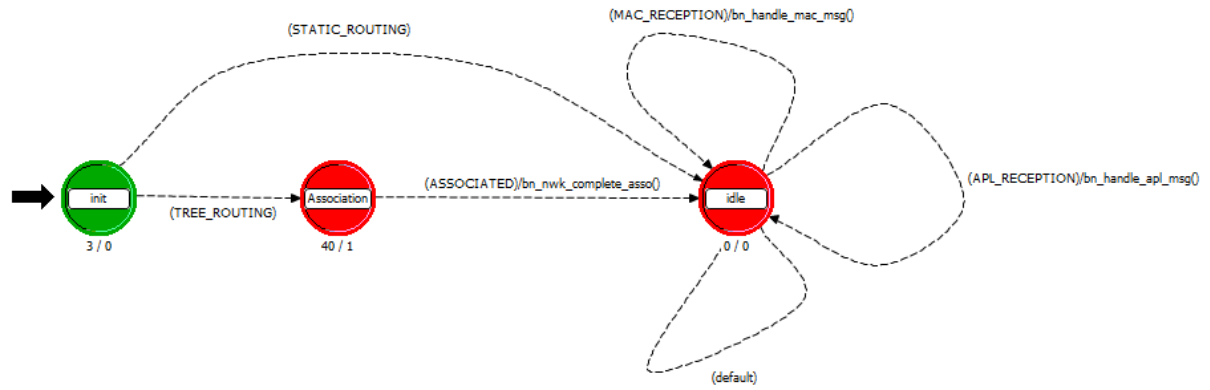 (MAC_RECEPTION)/bn_handle_mac_msg()
(STATIC_ROUTING)
(APL_RECEPTION)/bn_handle_apl_msg()
(ASSOCIATED)/bn_nwk_complete_asso()
init
Association
idle
(TREE_ROUTING)
3 / 0
40 / 1
0 / 0
(default)